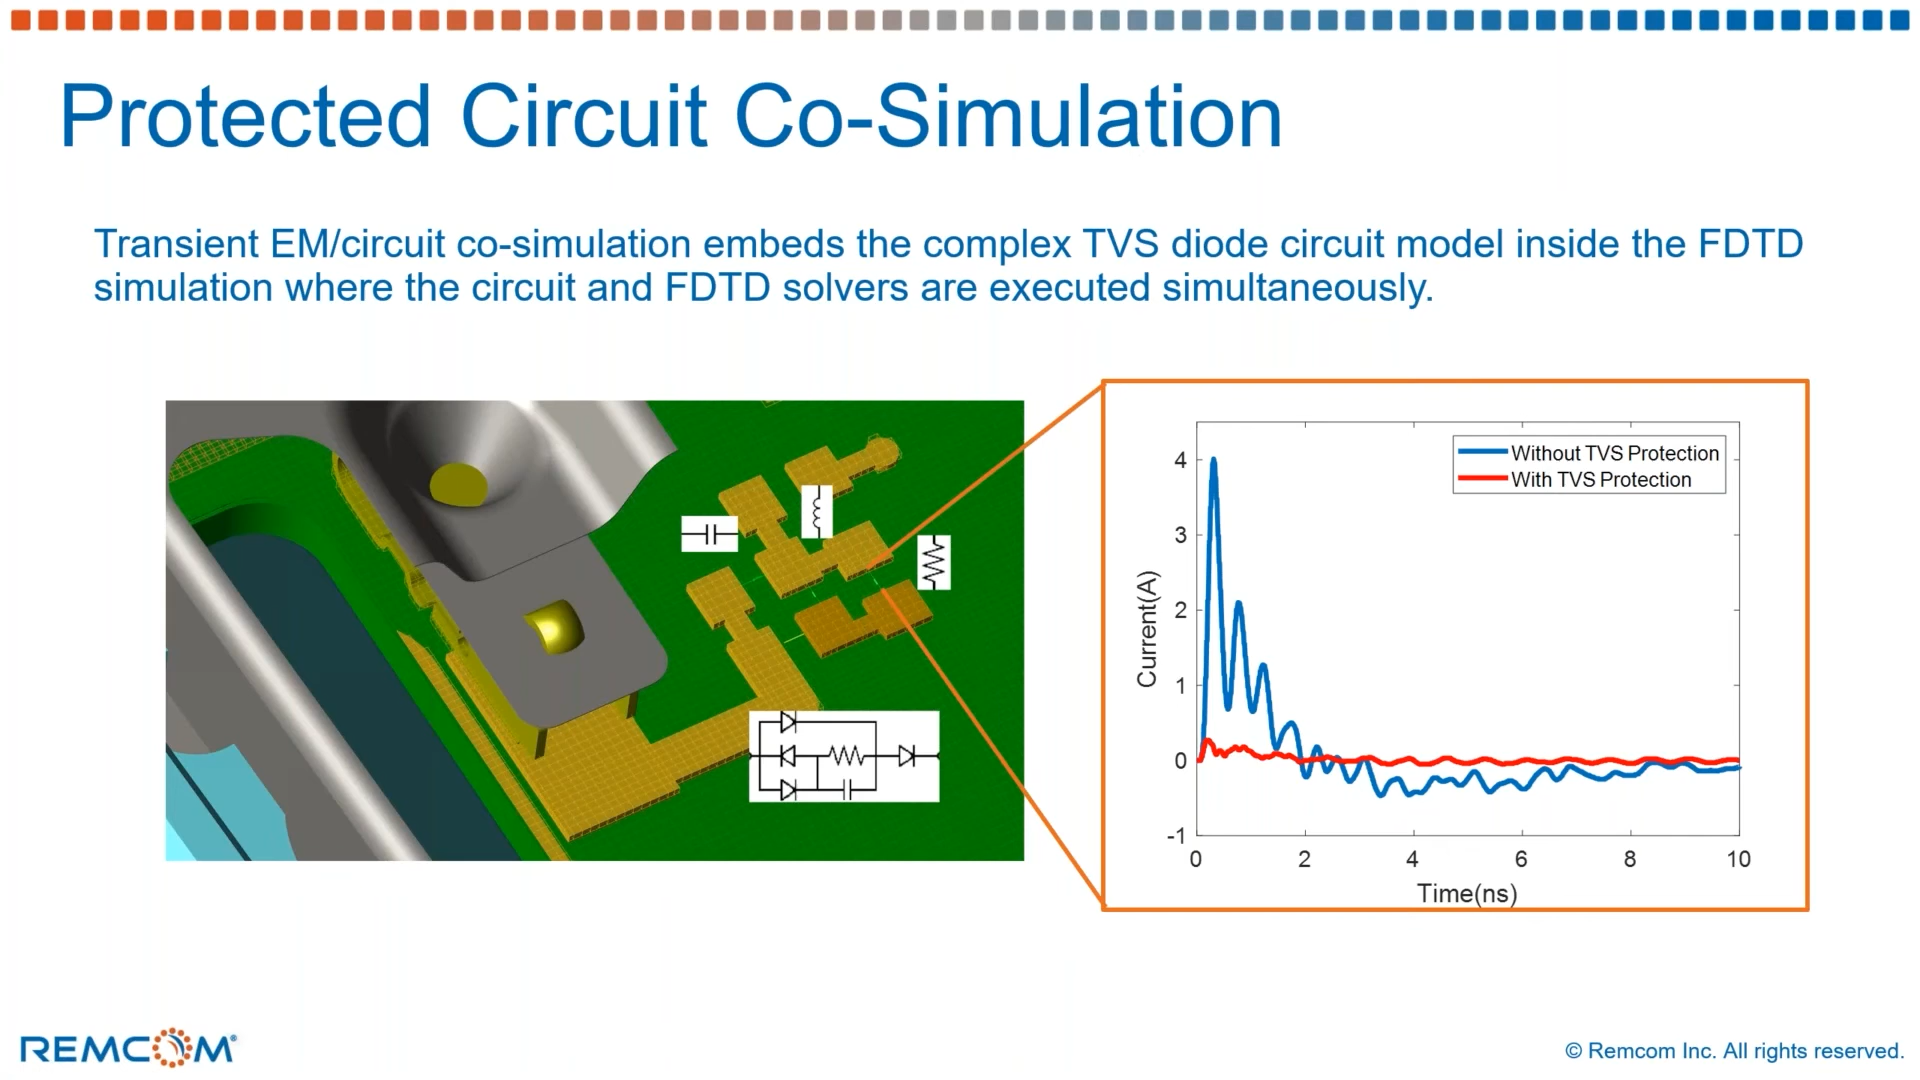 Protected Circuit Co-Simulation
Transient EM/circuit co-simulation embeds the complex TVS diode circuit model inside the FDTD
simulation where the circuit and FDTD solvers are executed simultaneously.
Without TVS Protection
With TVS Protection
Current(A)
4
3
2
1
0
-1
0 2 4 6 8 10
Time(ns)
REMCOM®
© Remcom Inc. All rights reserved.